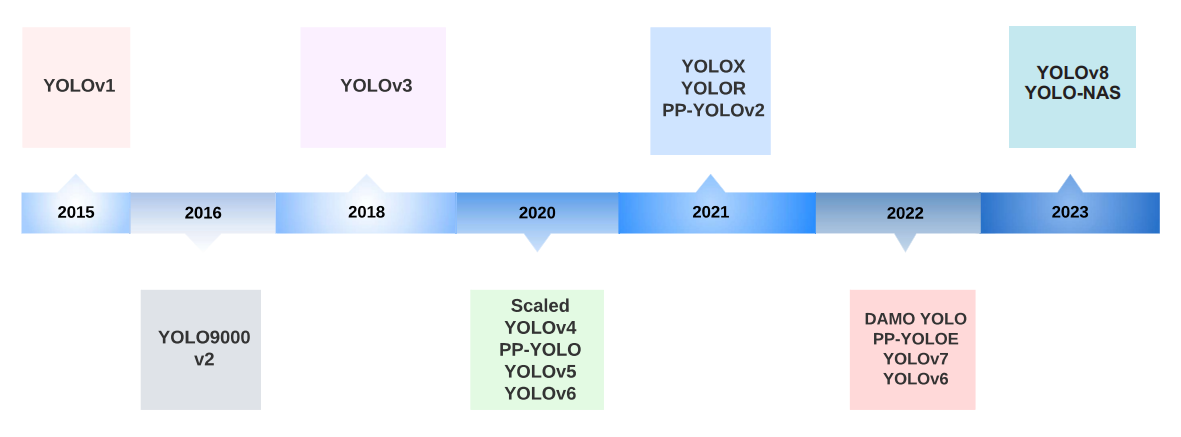 YOLOv1
YOLOv3
YOLOX
YOLOR
PP-YOLOv2
YOLOv8
YOLO-NAS
2015
2016
2018
2020
2021
2022
2023
YOLO9000
v2
Scaled
YOLOv4
PP-YOLO
YOLOv5
YOLOv6
DAMO YOLO
PP-YOLOE
YOLOv7
YOLOv6